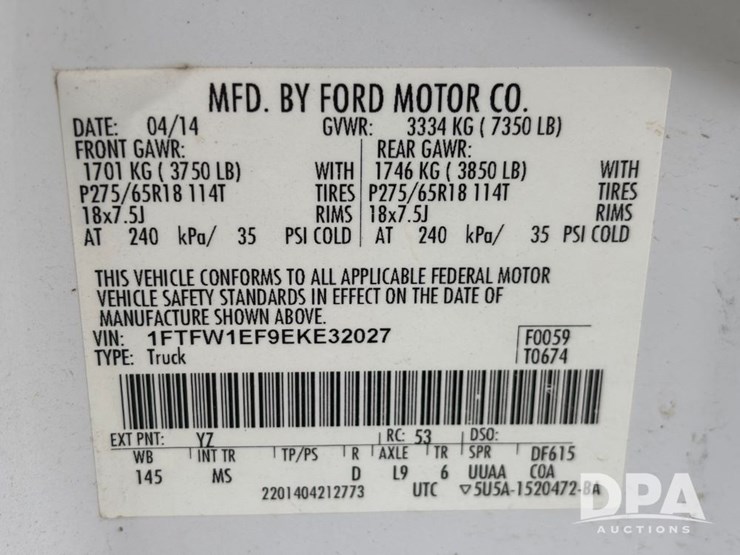 MFD. BY FORD MOTOR CO.
DATE: 04/14 GVWR: 3334 KG ( 7350 LB)
FRONT GAWR: REAR GAWR:
1701 KG ( 3750 LB) WITH 1746 KG ( 3850 LB) WITH
P275/65R18 114T TIRES P275/65R18 114T TIRES
18x7.5J RIMS 18x7.5J RIMS
AT 240 kPa/ 35 PSI COLD AT 240 kPa/ 35 PSI COLD
THIS VEHICLE CONFORMS TO ALL APPLICABLE FEDERAL MOTOR
VEHICLE SAFETY STANDARDS IN EFFECT ON THE DATE OF
MANUFACTURE SHOWN ABOVE.
VIN: 1FTFW1EF9EKE32027 F0059
TYPE: Truck T0674
EXT PNT: YZ RC: 53 DSO:
WB INT TR TP/PS R AXLE TR SPR DF615
145 MS D L9 6 UUAA COA
2201404212773 UTC ▽5U5A-1520472-BA
DPA
AUCTIONS